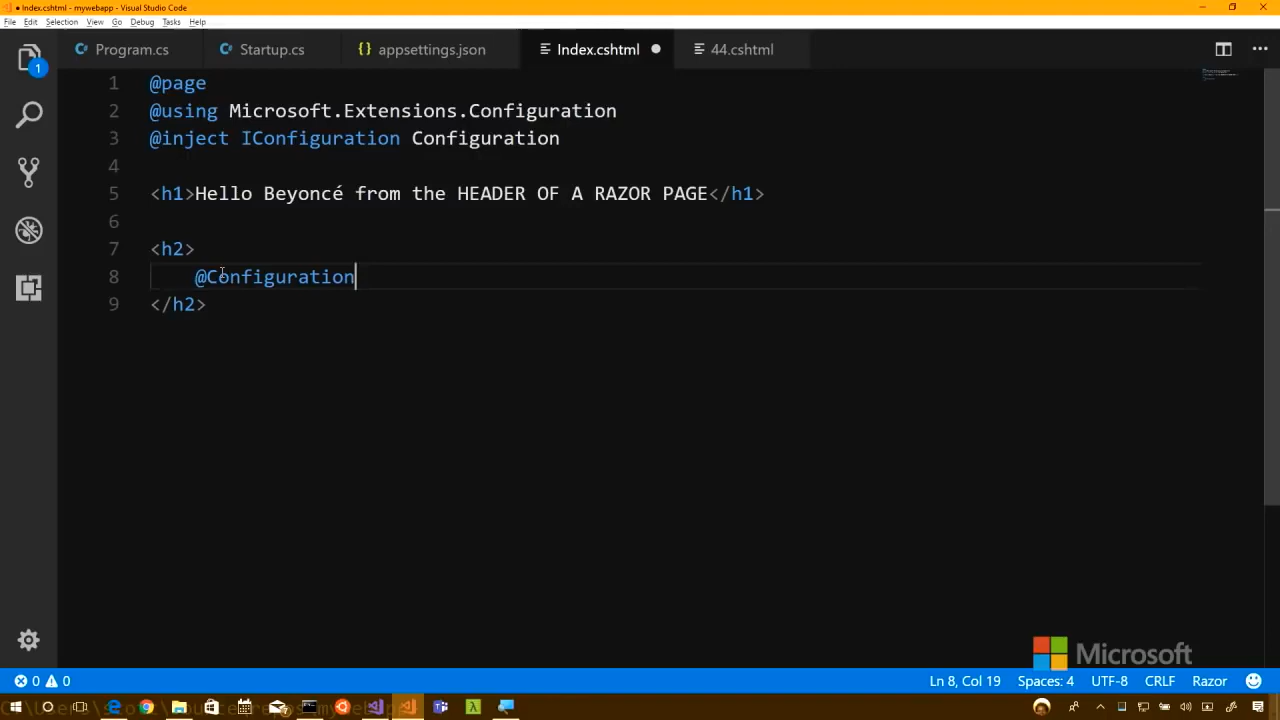 Index.cshtml - mywebapp - Visual Studio Code
File Edit Selection View Go Debug Tasks Help
Program.cs Startup.cs {} appsettings.json Index.cshtml 44.cshtml
1 @page
2 @using Microsoft.Extensions.Configuration
3 @inject IConfiguration Configuration
4
5 <h1>Hello Beyoncé from the HEADER OF A RAZOR PAGE</h1>
6
7 <h2>
8 @Configuration
9 </h2>
1
Microsoft
0 0 Ln 8, Col 19 Spaces: 4 UTF-8 CRLF Razor